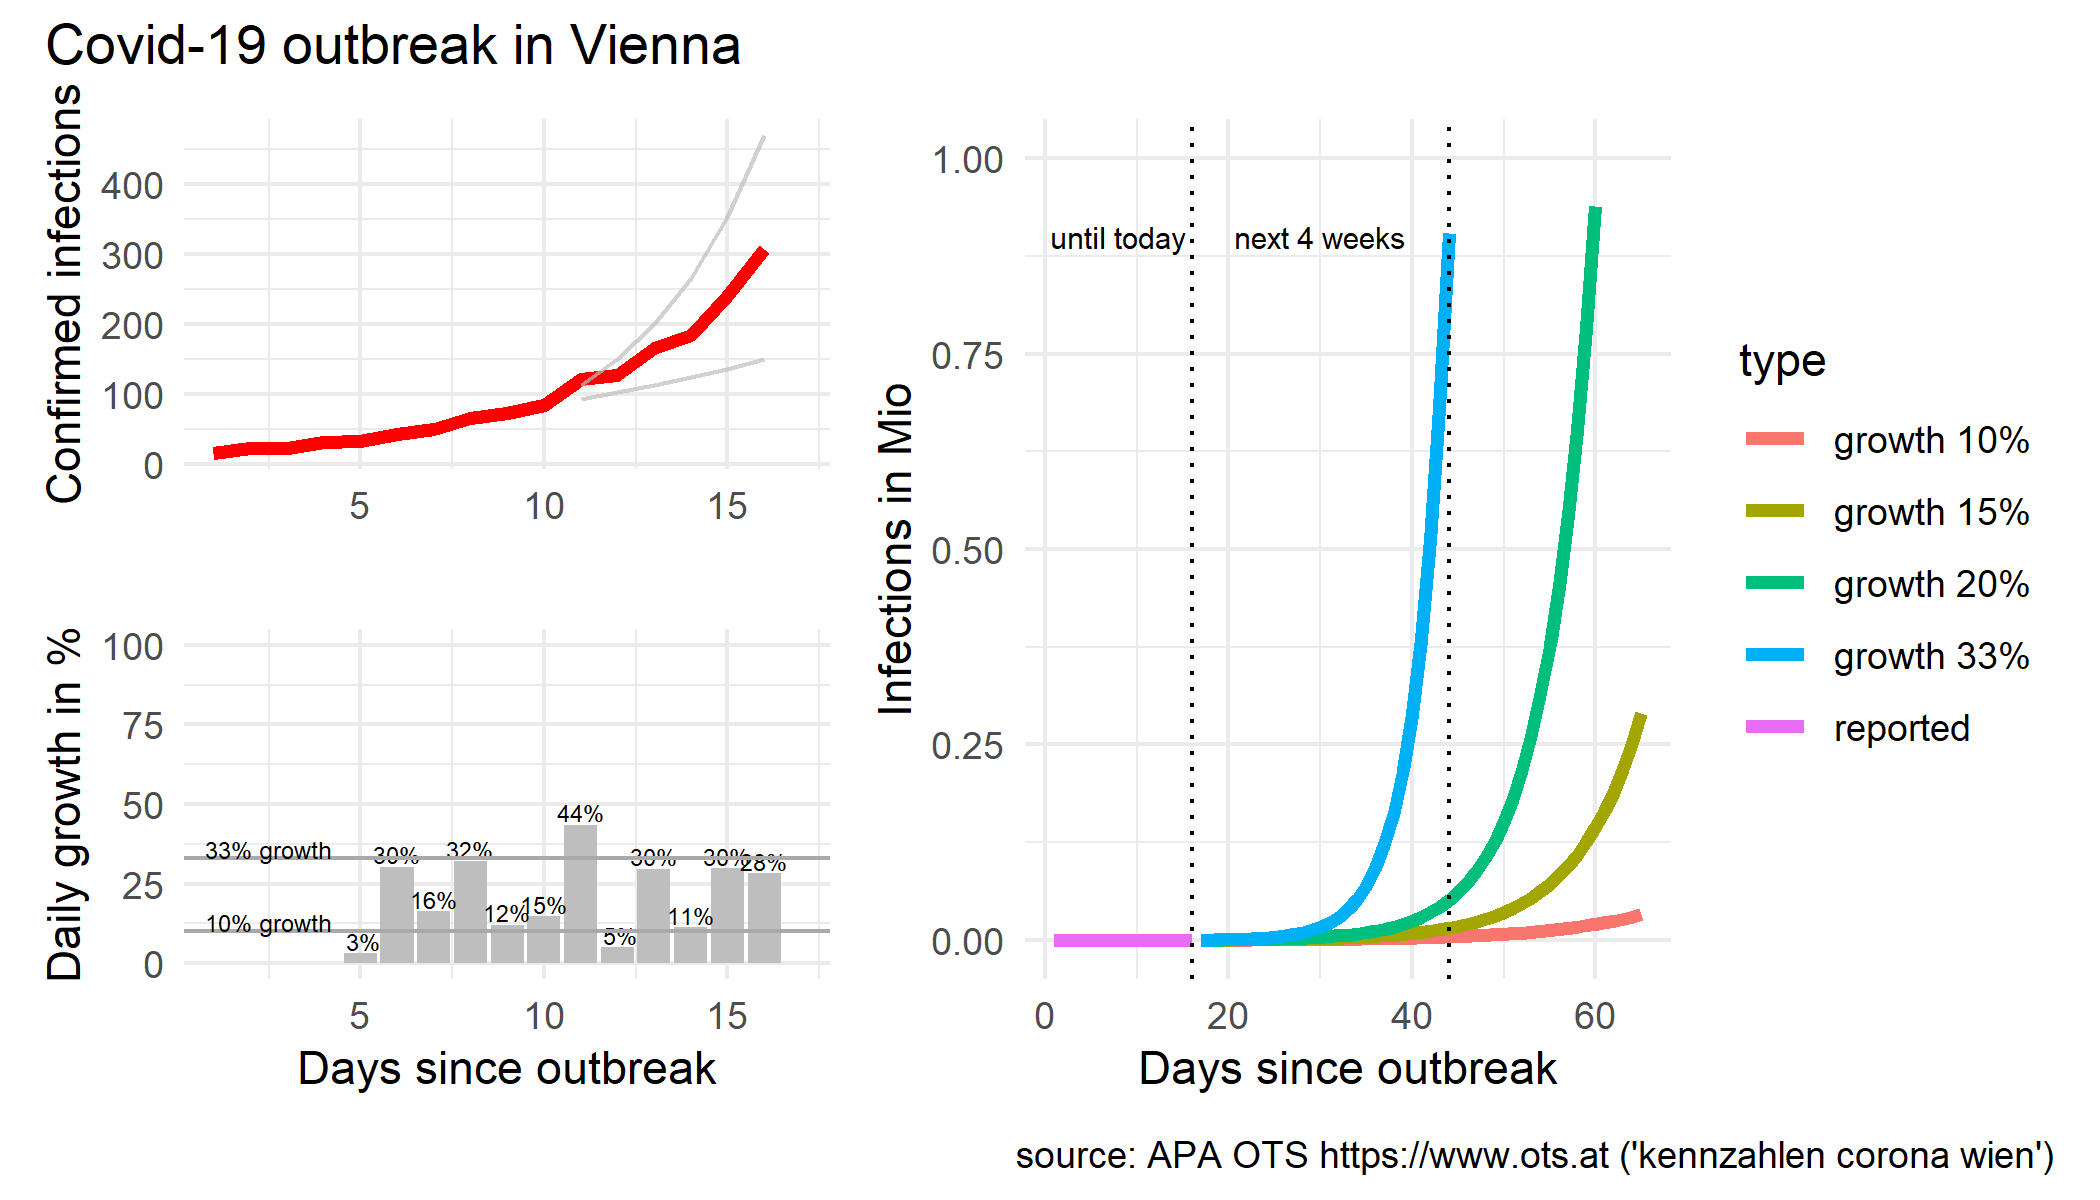 Covid-19 outbreak in Vienna
Confirmed infections
400
300
200
100
0
5 10 15
Daily growth in %
100
75
50
25
0
33% growth
10% growth
3% 30% 16% 32% 12% 15% 44% 5% 30% 11% 30% 28%
5 10 15
Days since outbreak
Infections in Mio
1.00
0.75
0.50
0.25
0.00
until today next 4 weeks
0 20 40 60
Days since outbreak
type
growth 10%
growth 15%
growth 20%
growth 33%
reported
source: APA OTS https://www.ots.at ('kennzahlen corona wien')